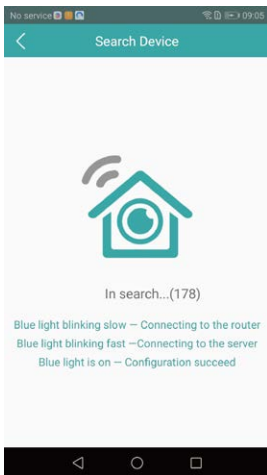 No service 09:05
Search Device
In search...(178)
Blue light blinking slow — Connecting to the router
Blue light blinking fast —Connecting to the server
Blue light is on — Configuration succeed